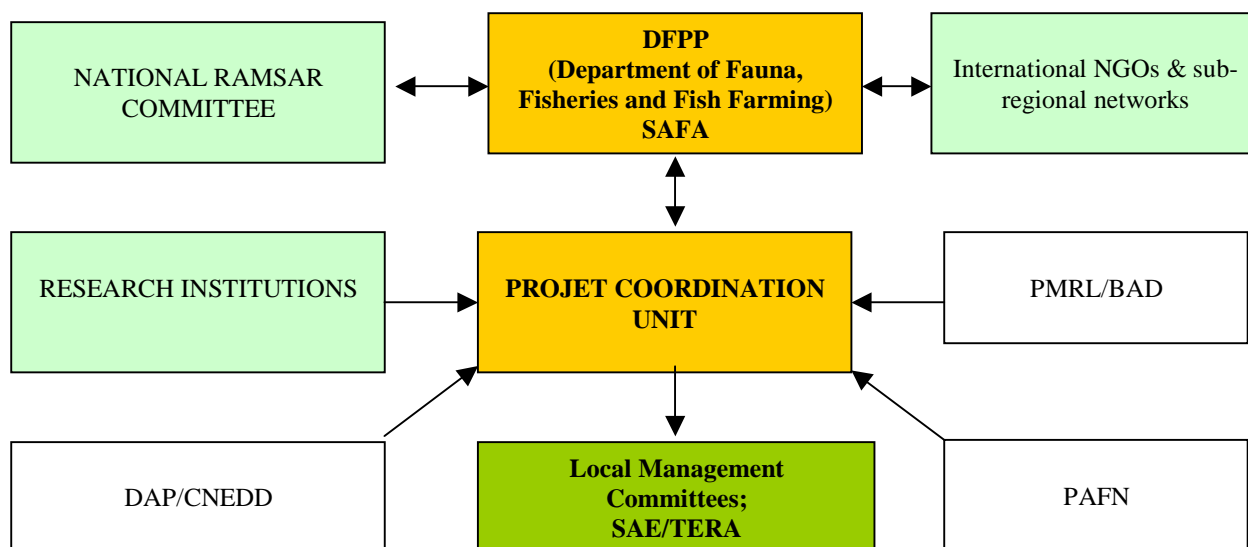 NATIONAL RAMSAR
COMMITTEE
DFPP
(Department of Fauna,
Fisheries and Fish Farming)
SAFA
International NGOs & sub-
regional networks
RESEARCH INSTITUTIONS
PROJET COORDINATION
UNIT
PMRL/BAD
DAP/CNEDD
Local Management
Committees;
SAE/TERA
PAFN